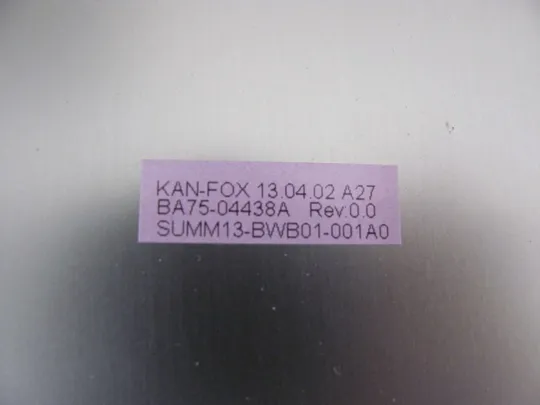 KAN-FOX 13.04.02 A27
BA75-04438A Rev:0.0
SUMM13-BWB01-001A0